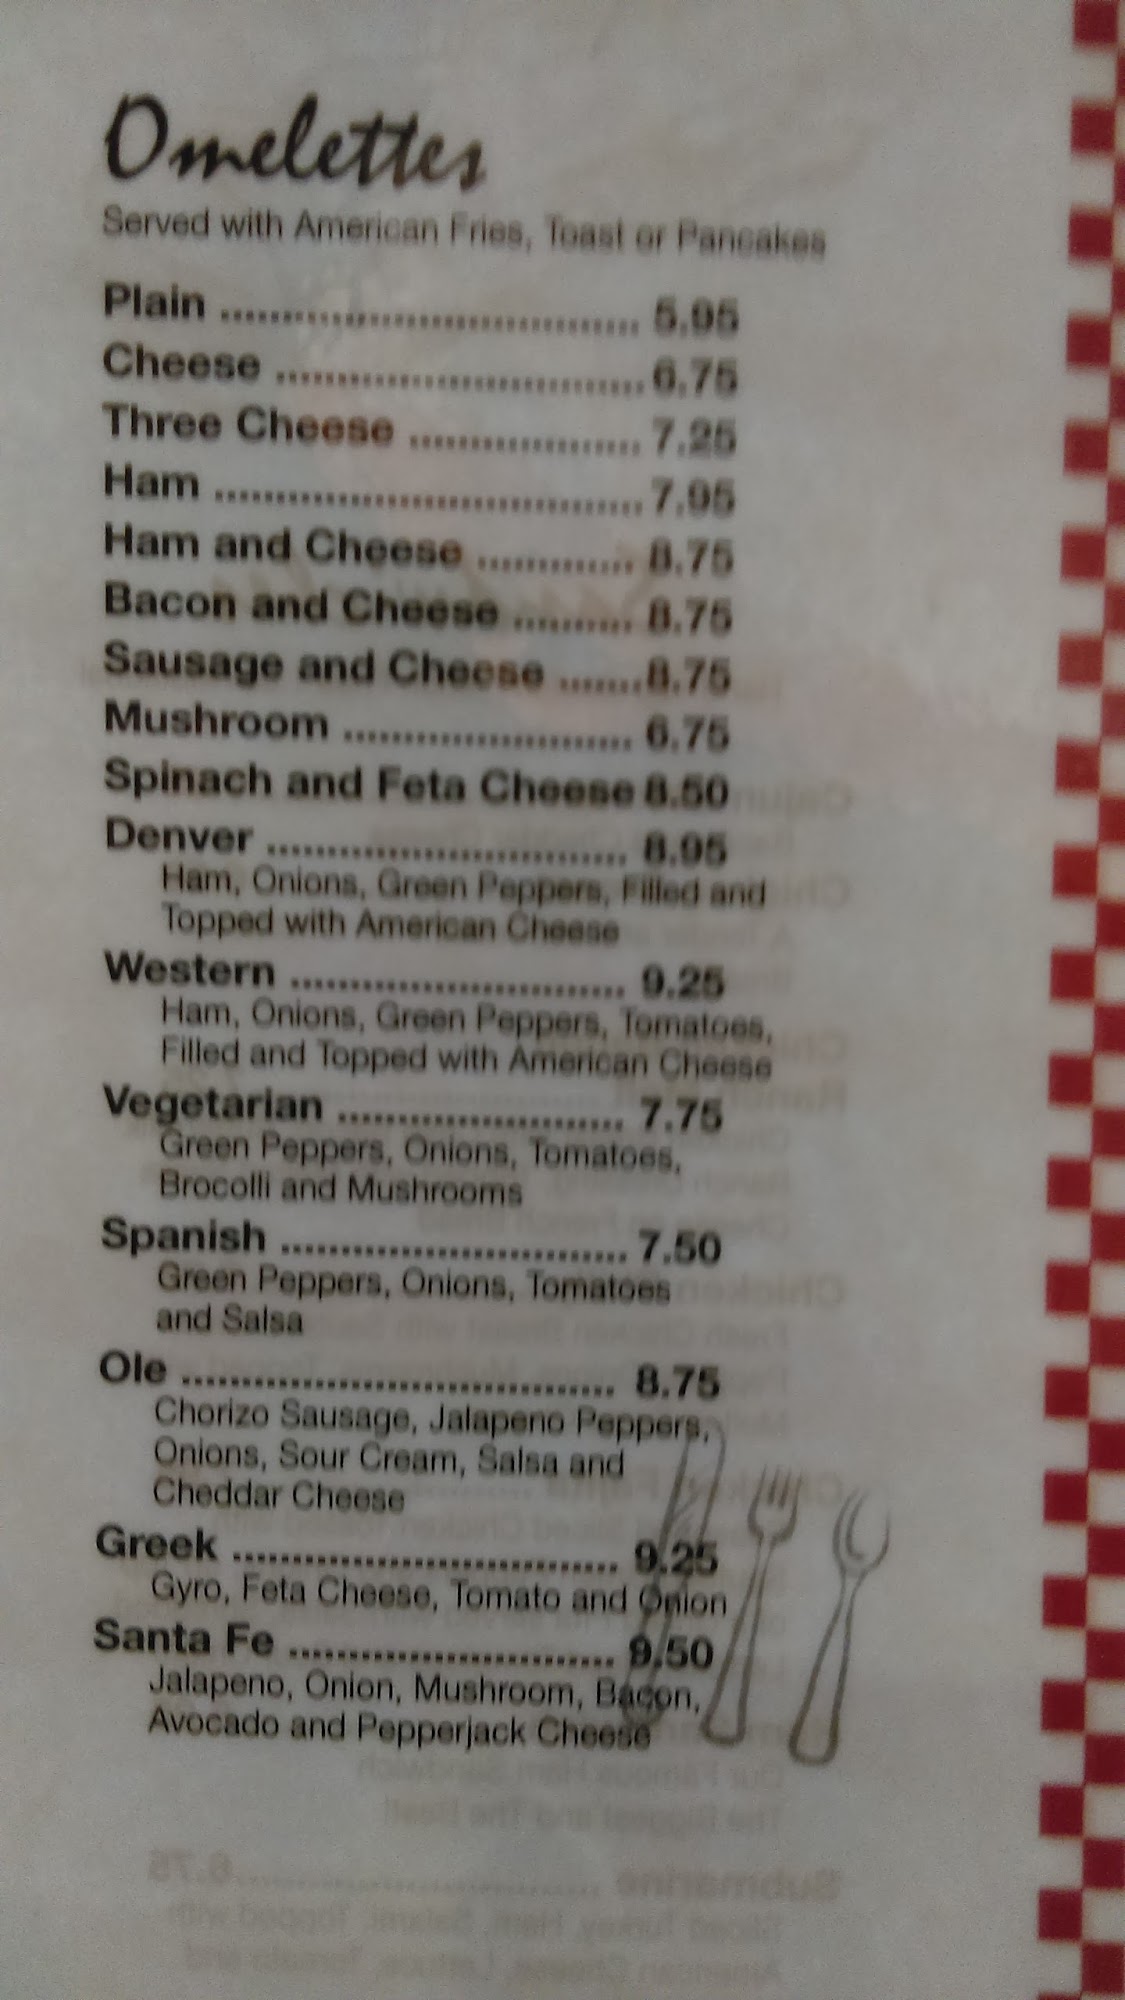 Omelettes
Served with American Fries, Toast or Pancakes
Plain .................................. 5.95
Cheese .............................. 6.75
Three Cheese ................... 7.25
Ham ................................... 7.95
Ham and Cheese ............. 8.75
Bacon and Cheese .......... 8.75
Sausage and Cheese .......8.75
Mushroom ........................ 6.75
Spinach and Feta Cheese 8.50
Denver .............................. 8.95
Ham, Onions, Green Peppers, Filled and
Topped with American Cheese
Western ............................ 9.25
Ham, Onions, Green Peppers, Tomatoes,
Filled and Topped with American Cheese
Vegetarian ........................ 7.75
Green Peppers, Onions, Tomatoes,
Brocolli and Mushrooms
Spanish ............................. 7.50
Green Peppers, Onions, Tomatoes
and Salsa
Ole .................................... 8.75
Chorizo Sausage, Jalapeno Peppers,
Onions, Sour Cream, Salsa and
Cheddar Cheese
Greek ................................ 9.25
Gyro, Feta Cheese, Tomato and Onion
Santa Fe ........................... 9.50
Jalapeno, Onion, Mushroom, Bacon,
Avocado and Pepperjack Cheese